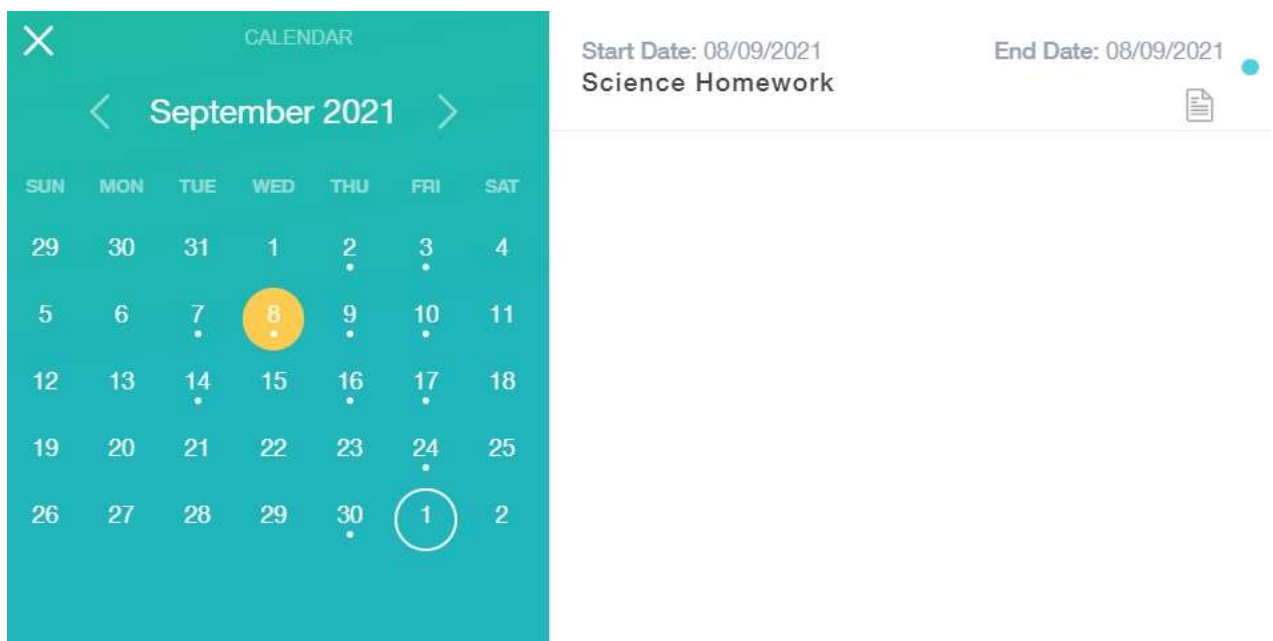 CALENDAR
September 2021
SUN MON TUE WED THU FRI SAT
29 30 31 1 2 3 4
5 6 7 8 9 10 11
12 13 14 15 16 17 18
19 20 21 22 23 24 25
26 27 28 29 30 1 2
Start Date: 08/09/2021 End Date: 08/09/2021
Science Homework